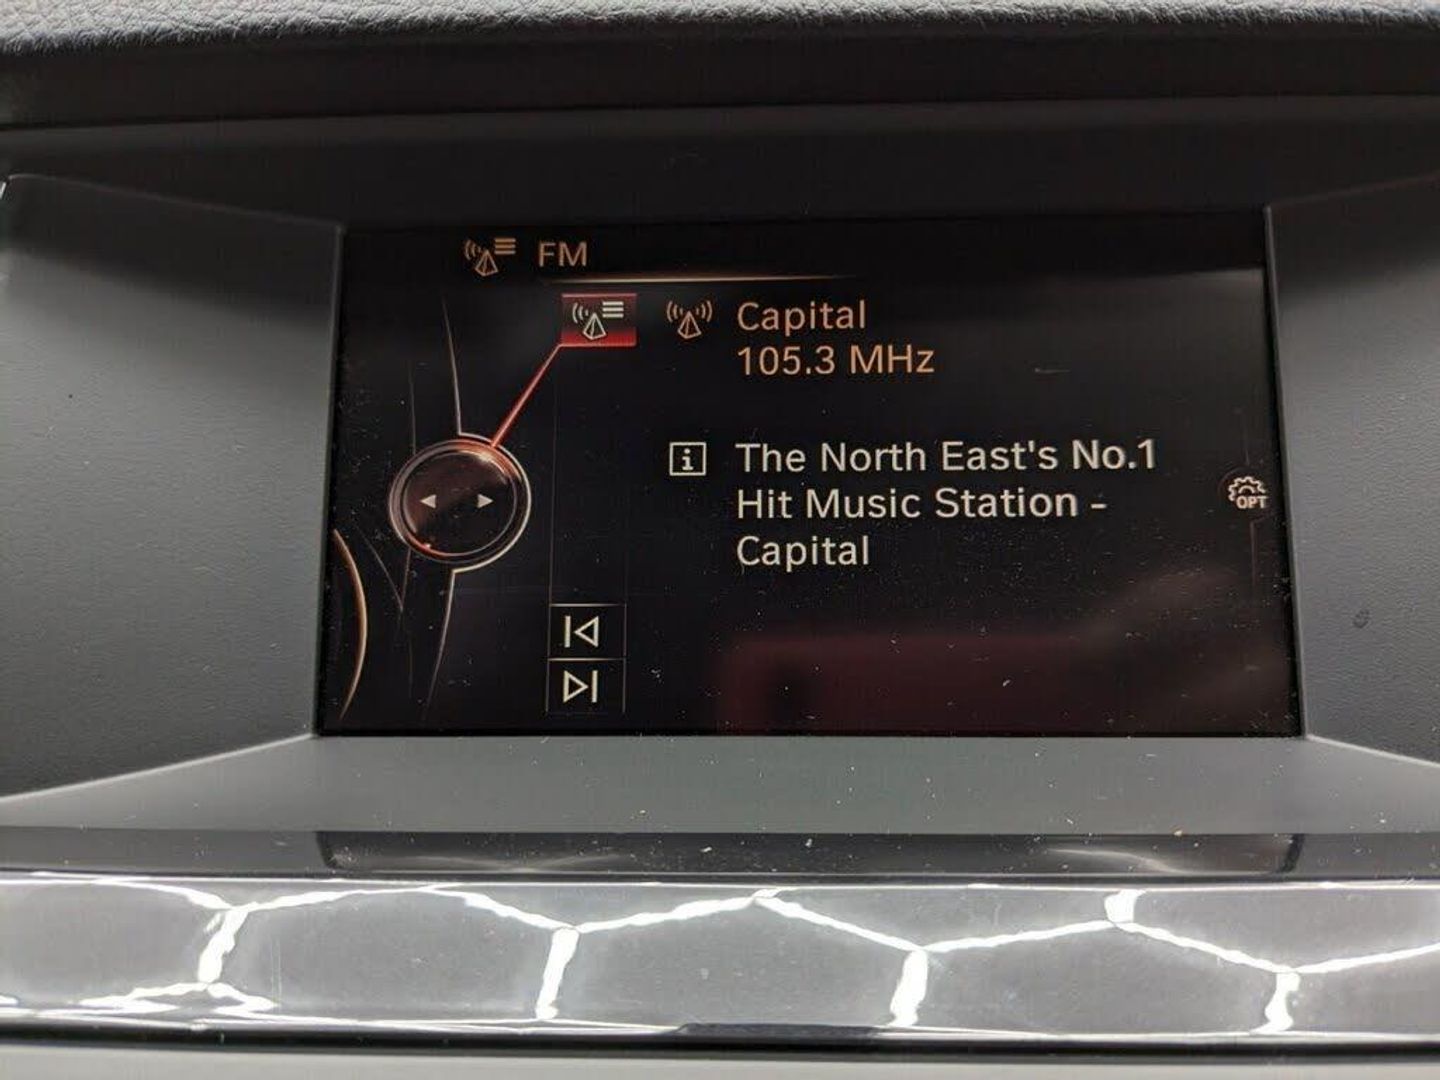 FM
Capital
105.3 MHz
The North East's No.1
Hit Music Station -
Capital
OPT